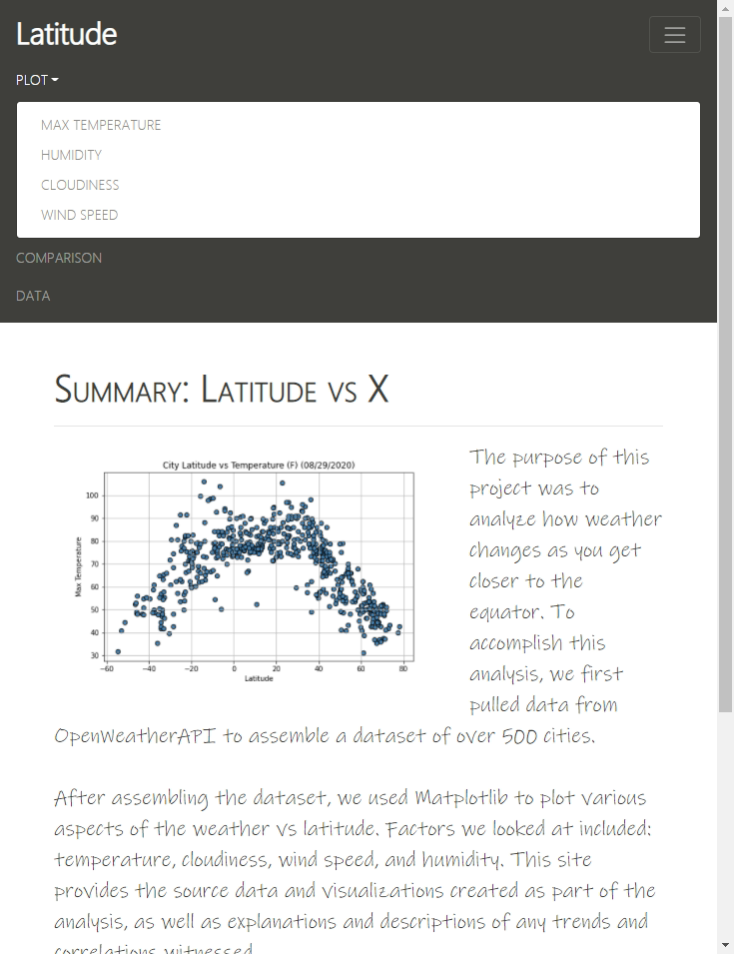 Latitude
PLOT
MAX TEMPERATURE
HUMIDITY
CLOUDINESS
WIND SPEED
COMPARISON
DATA
Summary: Latitude vs X
City Latitude vs Temperature (F) (08/29/2020)
Max Temperature
100
90
80
70
60
50
40
30
−60 −40 −20 0 20 40 60 80
Latitude
The purpose of this
project was to
analyze how weather
changes as you get
closer to the
equator. To
accomplish this
analysis, we first
pulled data from
OpenWeatherAPI to assemble a dataset of over 500 cities.
After assembling the dataset, we used Matplotlib to plot various
aspects of the weather vs latitude. Factors we looked at included:
temperature, cloudiness, wind speed, and humidity. This site
provides the source data and visualizations created as part of the
analysis, as well as explanations and descriptions of any trends and
correlations witnessed